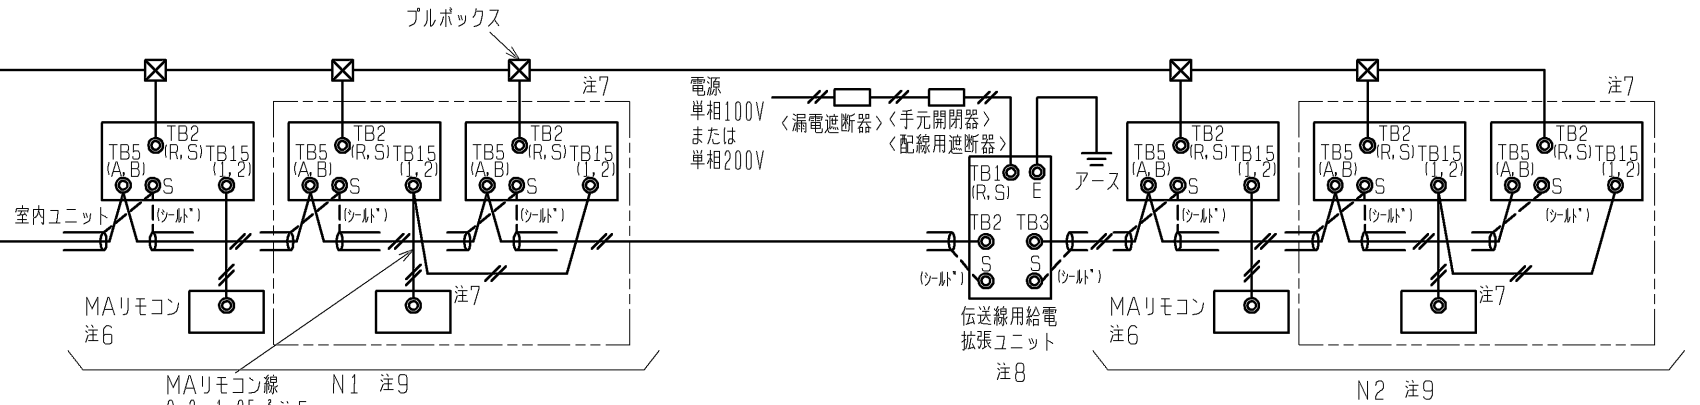 プルボックス
注7
電源
単相100V
または
単相200V
<漏電遮断器>
<手元開閉器>
<配線用遮断器>
注7
TB2
(R,S)
TB5
(A,B)
S
TB15
(1,2)
TB2
(R,S)
TB5
(A,B)
S
TB15
(1,2)
TB2
(R,S)
TB5
(A,B)
S
TB15
(1,2)
TB1
(R,S)
E
アース
TB2
(R,S)
TB5
(A,B)
S
TB15
(1,2)
TB2
(R,S)
TB5
(A,B)
S
TB15
(1,2)
TB2
(R,S)
TB5
(A,B)
S
TB15
(1,2)
室内ユニット
(シールド)
(シールド)
(シールド)
TB2
TB3
S
S
(シールド)
(シールド)
(シールド)
(シールド)
(シールド)
MAリモコン
注6
注7
伝送線用給電
拡張ユニット
注8
MAリモコン
注6
注7
MAリモコン線
N1 注9
N2 注9